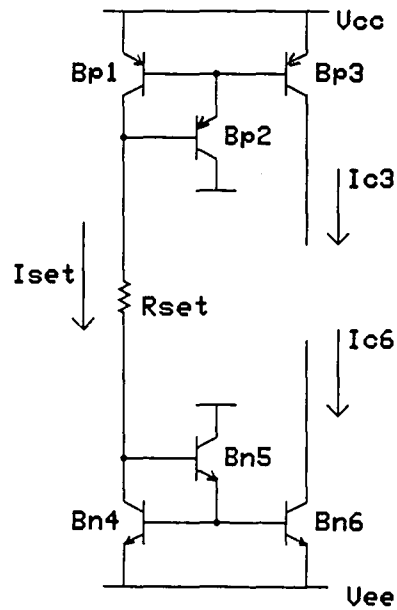 Vcc
Bp1
Bp3
Bp2
Ic3
Iset
Rset
Ic6
Bn5
Bn4
Bn6
Vee